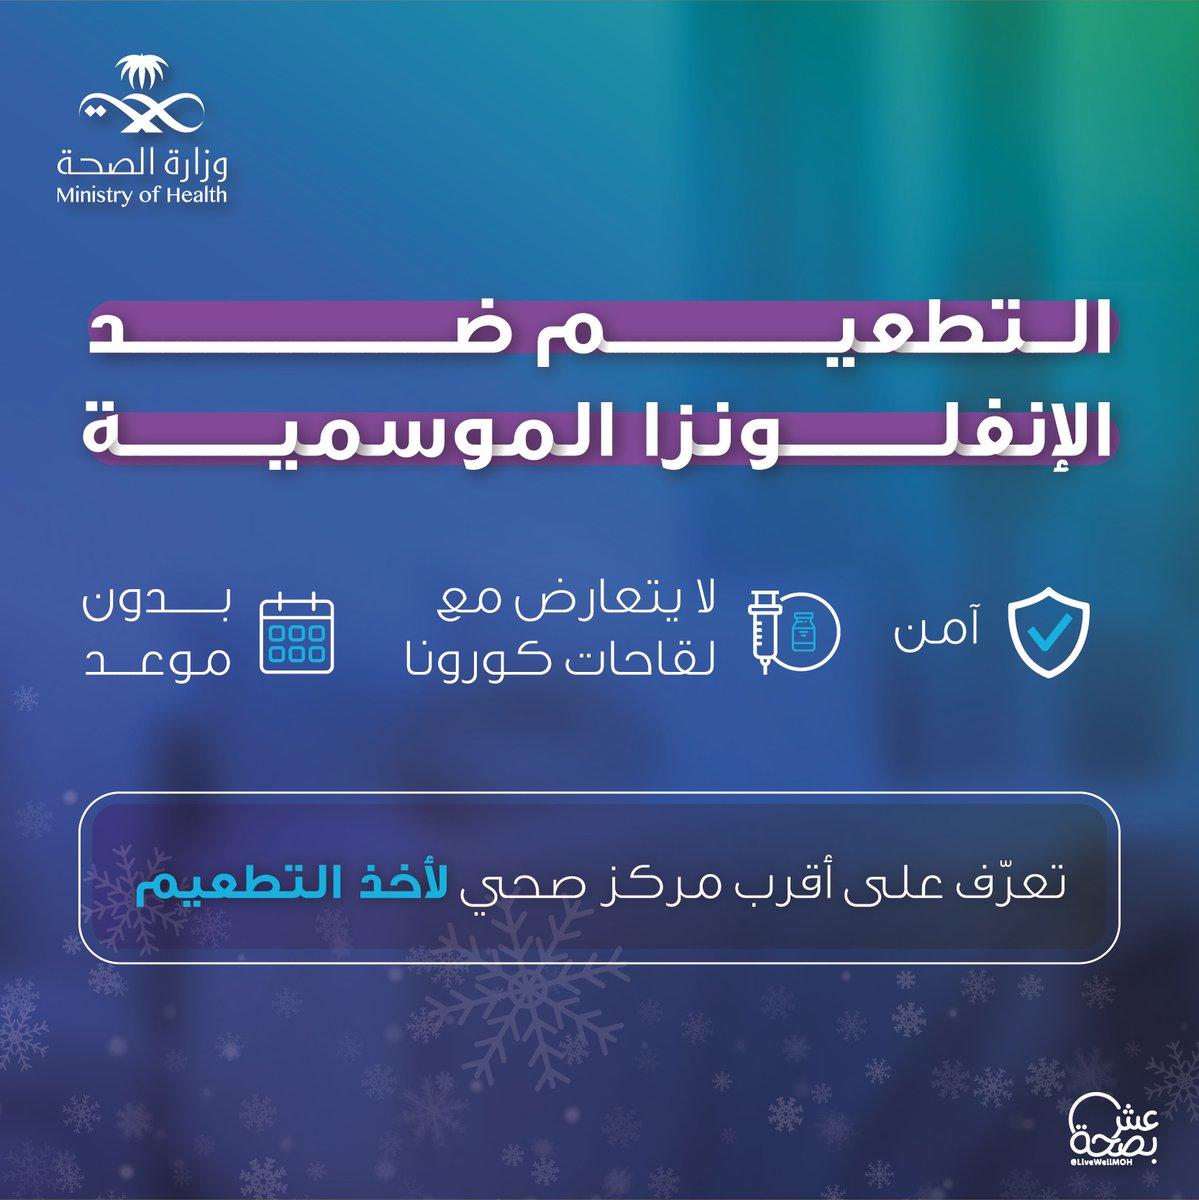 وزارة الصحة
Ministry of Health
التطعيم ضد
الإنفلونزا الموسمية
آمن
لا يتعارض مع
لقاحات كورونا
بدون
موعد
تعرّف على أقرب مركز صحي لأخذ التطعيم
عش
بصحة
@LiveWellMOH